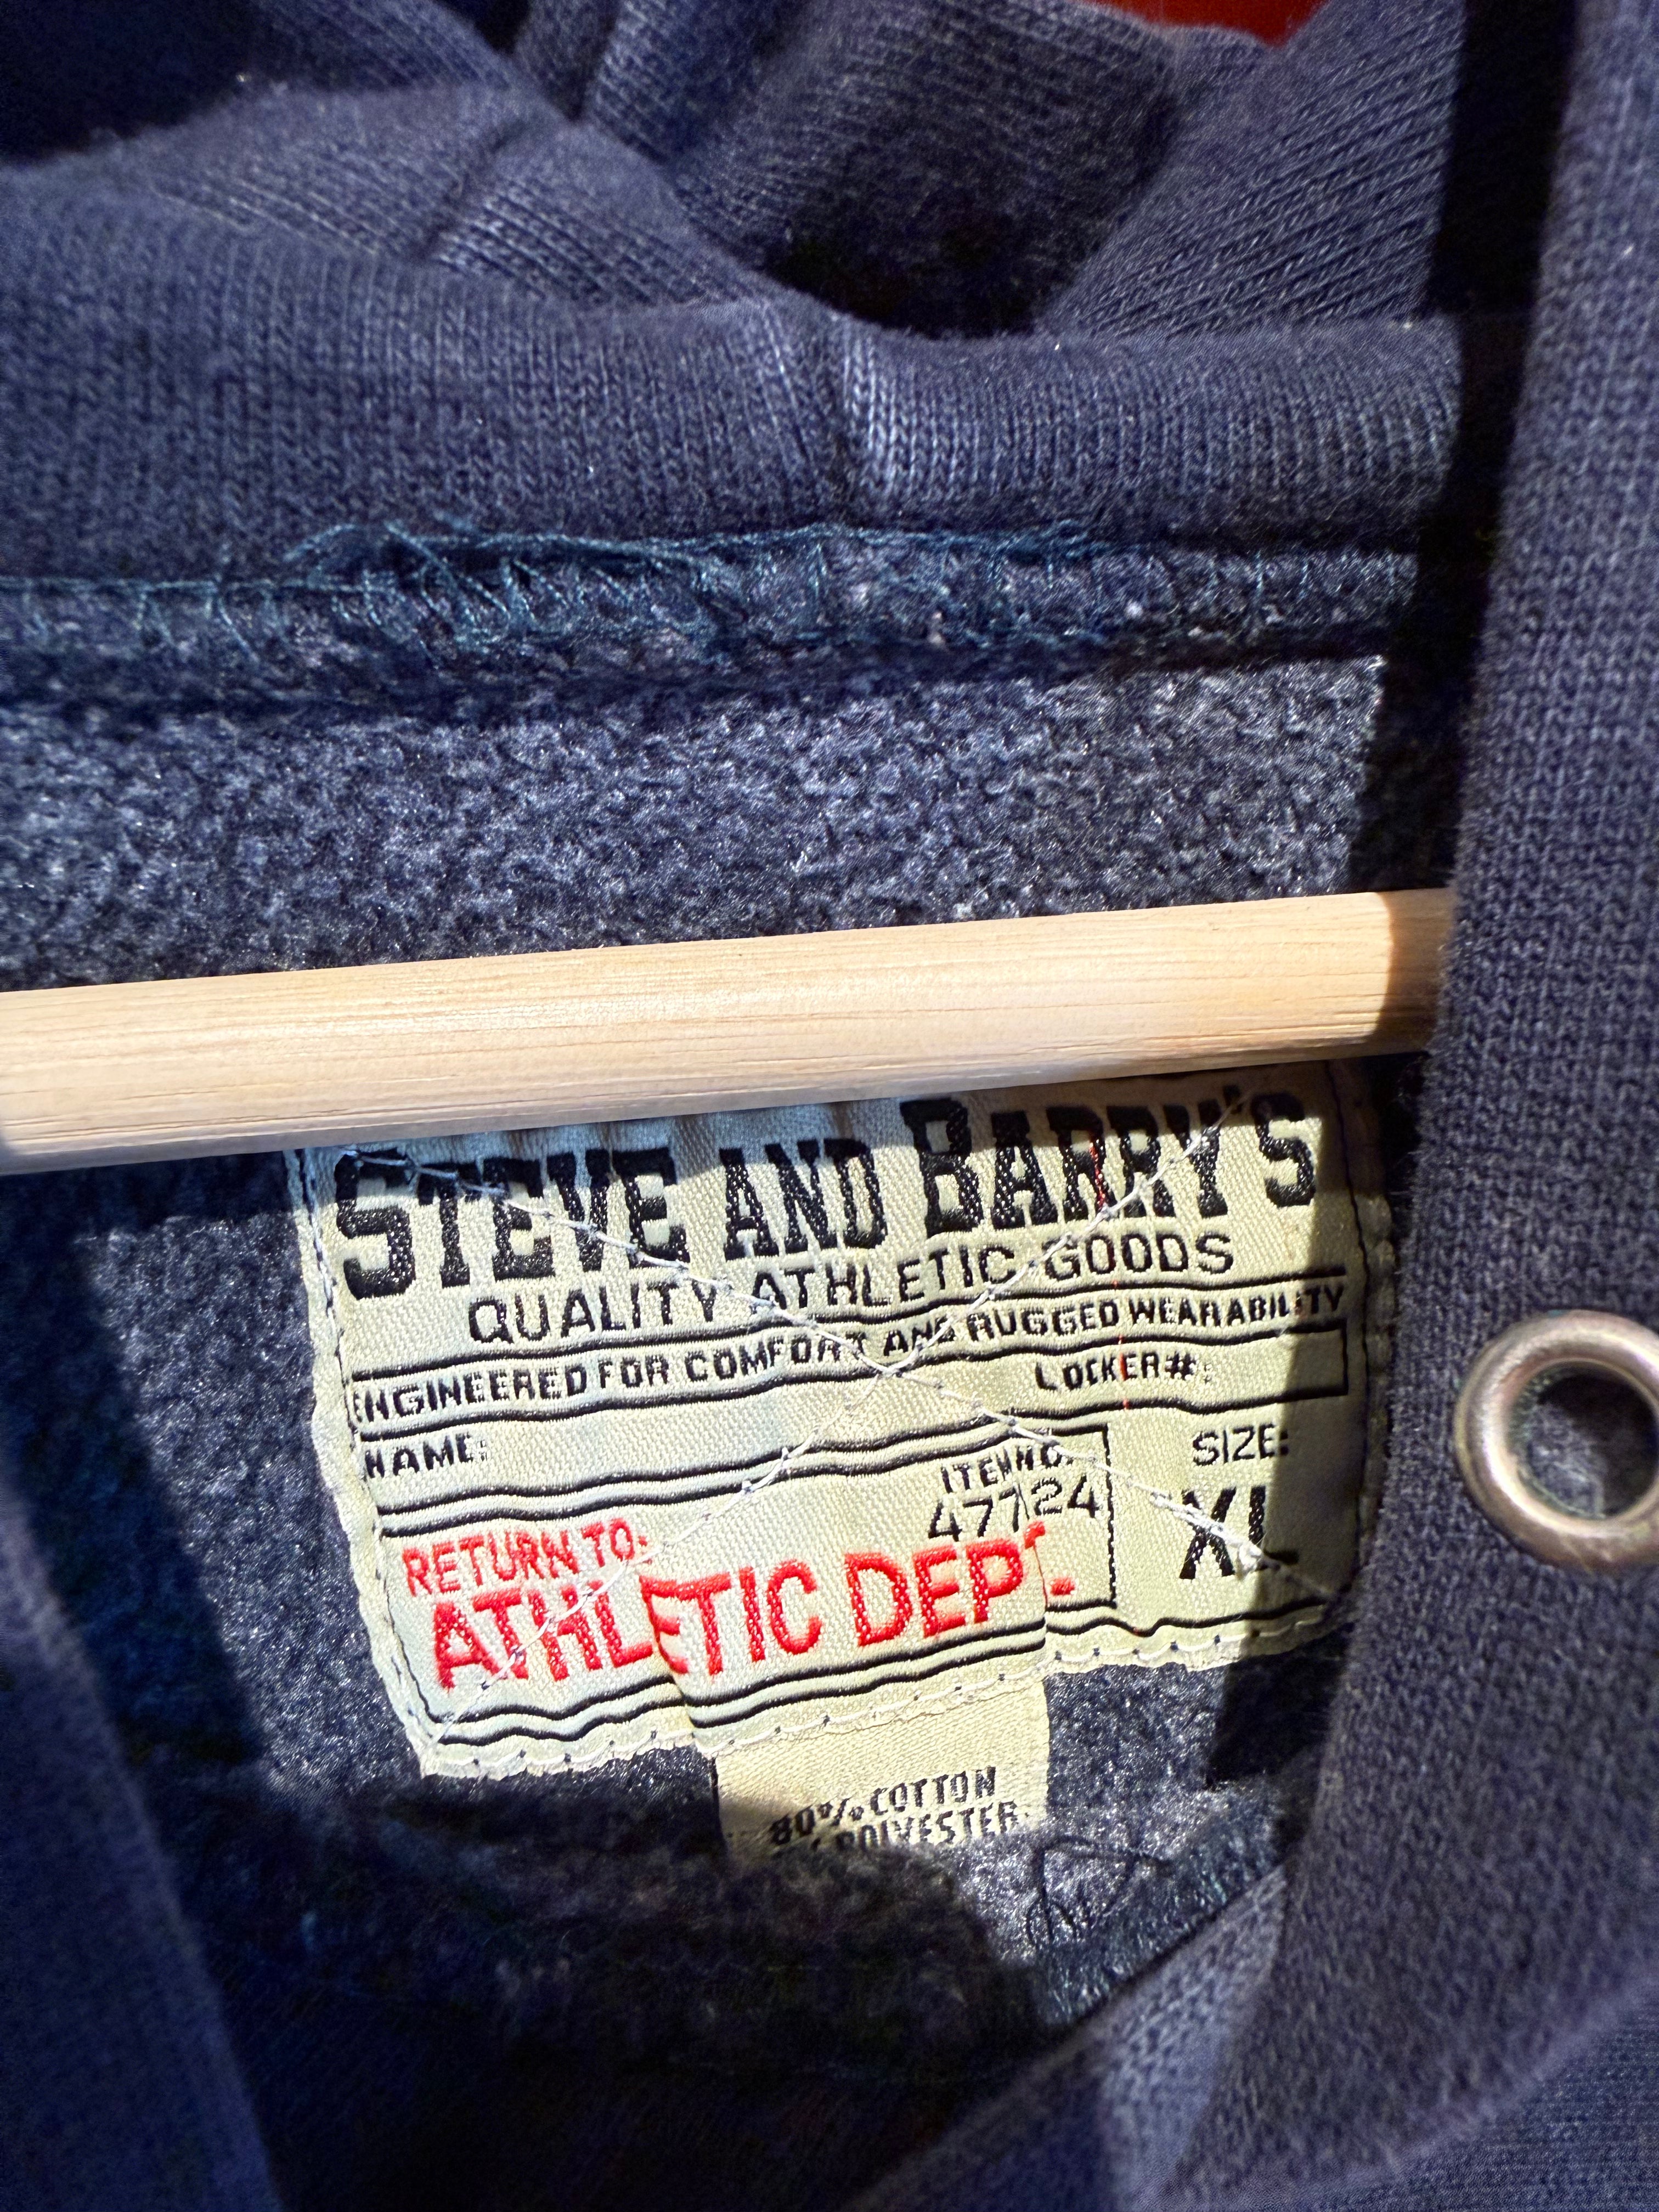 STEVE AND BARRY'S
QUALITY ATHLETIC GOODS
ENGINEERED FOR COMFORT AND RUGGED WEARABILITY
LOCKER#:
NAME:
ITEM NO.
47724
SIZE:
XL
RETURN TO:
ATHLETIC DEPT.
80% COTTON
POLYESTER